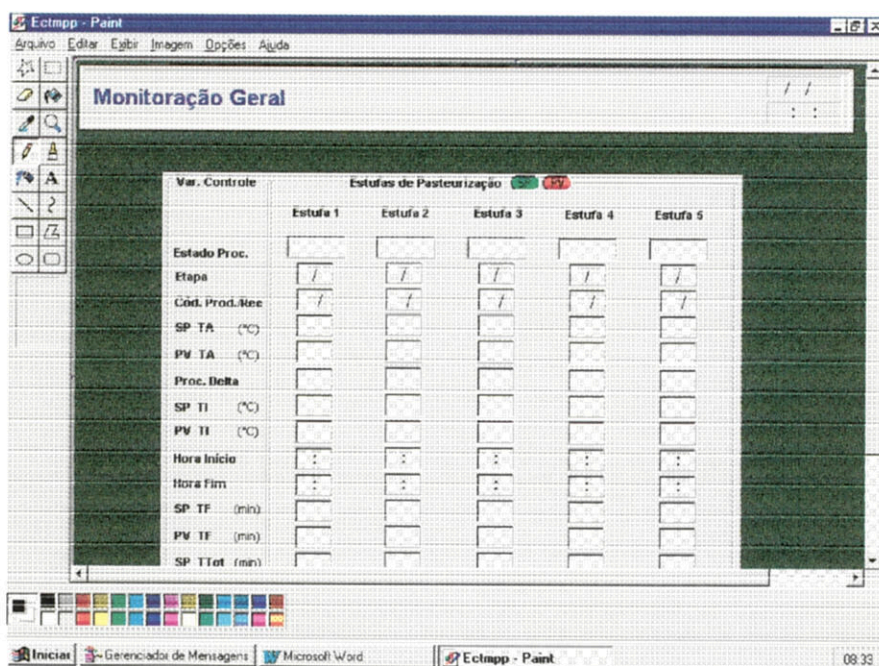 Ectmpp - Paint
Arquivo Editar Exibir Imagem Opções Ajuda
A
Monitoração Geral
/ /
: :
Var. Controle Estufas de Pasteurização SP PV
Estufa 1 Estufa 2 Estufa 3 Estufa 4 Estufa 5
Estado Proc.
Etapa / / / / /
Cód. Prod./Rec / / / / /
SP TA (°C)
PV TA (°C)
Proc. Delta
SP TI (°C)
PV TI (°C)
Hora Início : : : : :
Hora Fim : : : : :
SP TF (min)
PV TF (min)
SP TTot (min)
Iniciar Gerenciador de Mensagens Microsoft Word Ectmpp - Paint 08:33